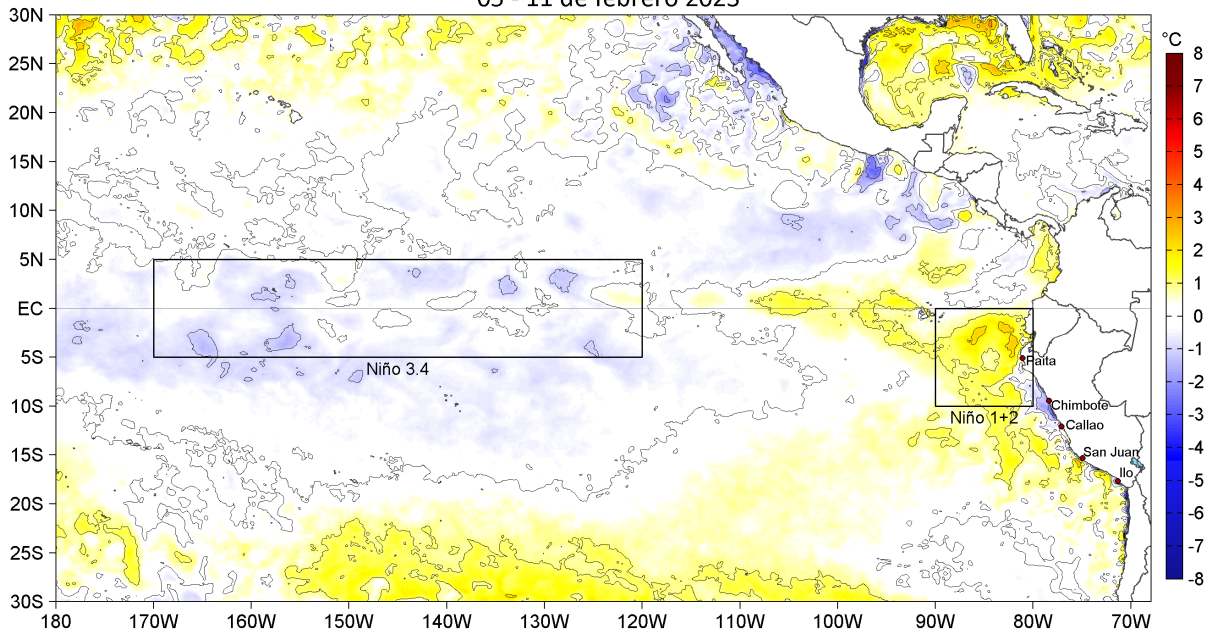 05 - 11 de febrero 2023
30N
25N
20N
15N
10N
5N
EC
5S
10S
15S
20S
25S
30S
180
170W
160W
150W
140W
130W
120W
110W
100W
90W
80W
70W
Niño 3.4
Niño 1+2
Paita
Chimbote
Callao
San Juan
Ilo
°C
8
7
6
5
4
3
2
1
0
-1
-2
-3
-4
-5
-6
-7
-8